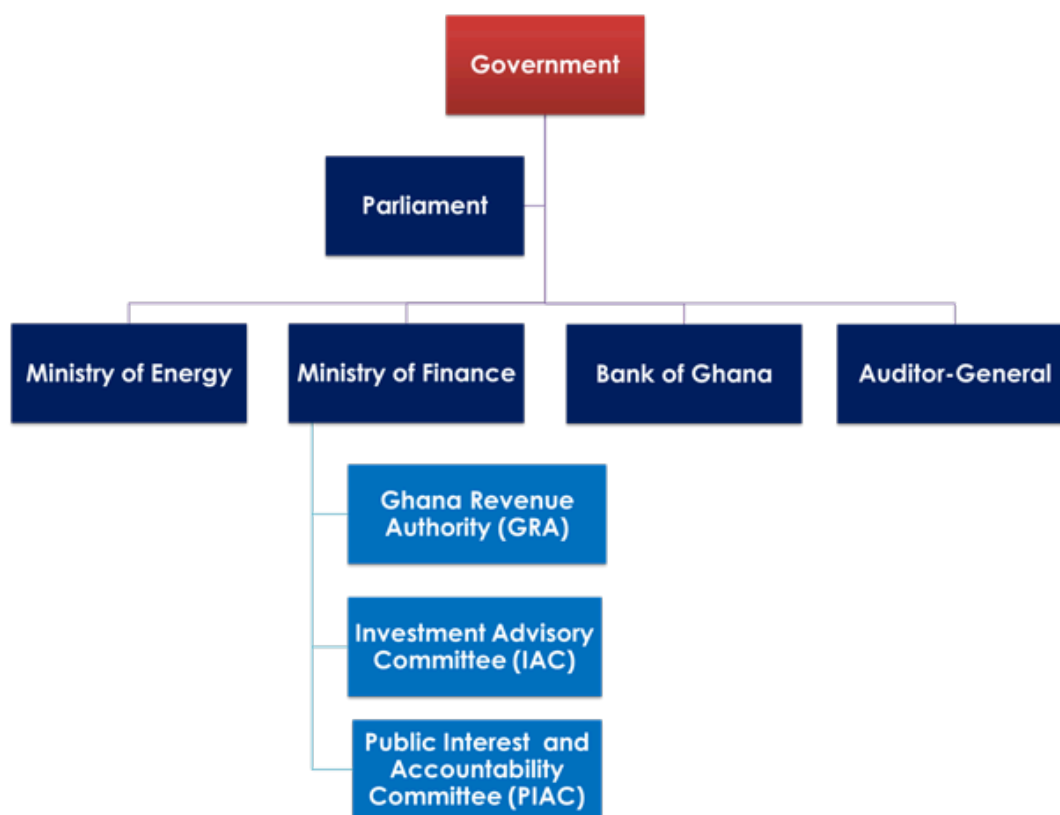 Government
Parliament
Ministry of Energy
Ministry of Finance
Bank of Ghana
Auditor-General
Ghana Revenue
Authority (GRA)
Investment Advisory
Committee (IAC)
Public Interest and
Accountability
Committee (PIAC)